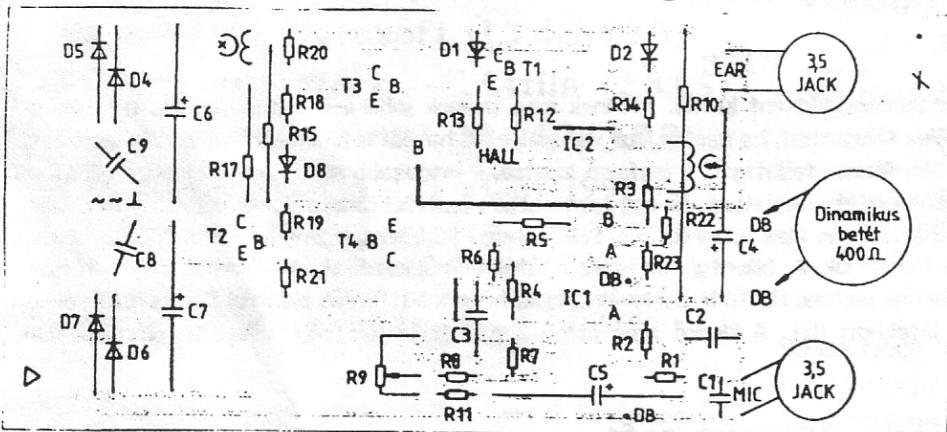 D5
D4
C6
C9
~~⊥
C8
C7
D7
D6
R20
R18
R15
R17
D8
R19
R21
T3
C
B
E
T2
C
B
E
T4
B
C
D1
C
B
T1
E
R13
R12
HALL
B
R5
R6
R4
C3
R7
R9
R8
R11
C5
+
DB
D2
R14
R10
EAR
3,5
JACK
IC2
R3
R22
B
A
R23
DB
IC1
A
R2
C4
DB
Dinamikus
betét
400Ω
DB
C2
R1
C1
MIC
3,5
JACK